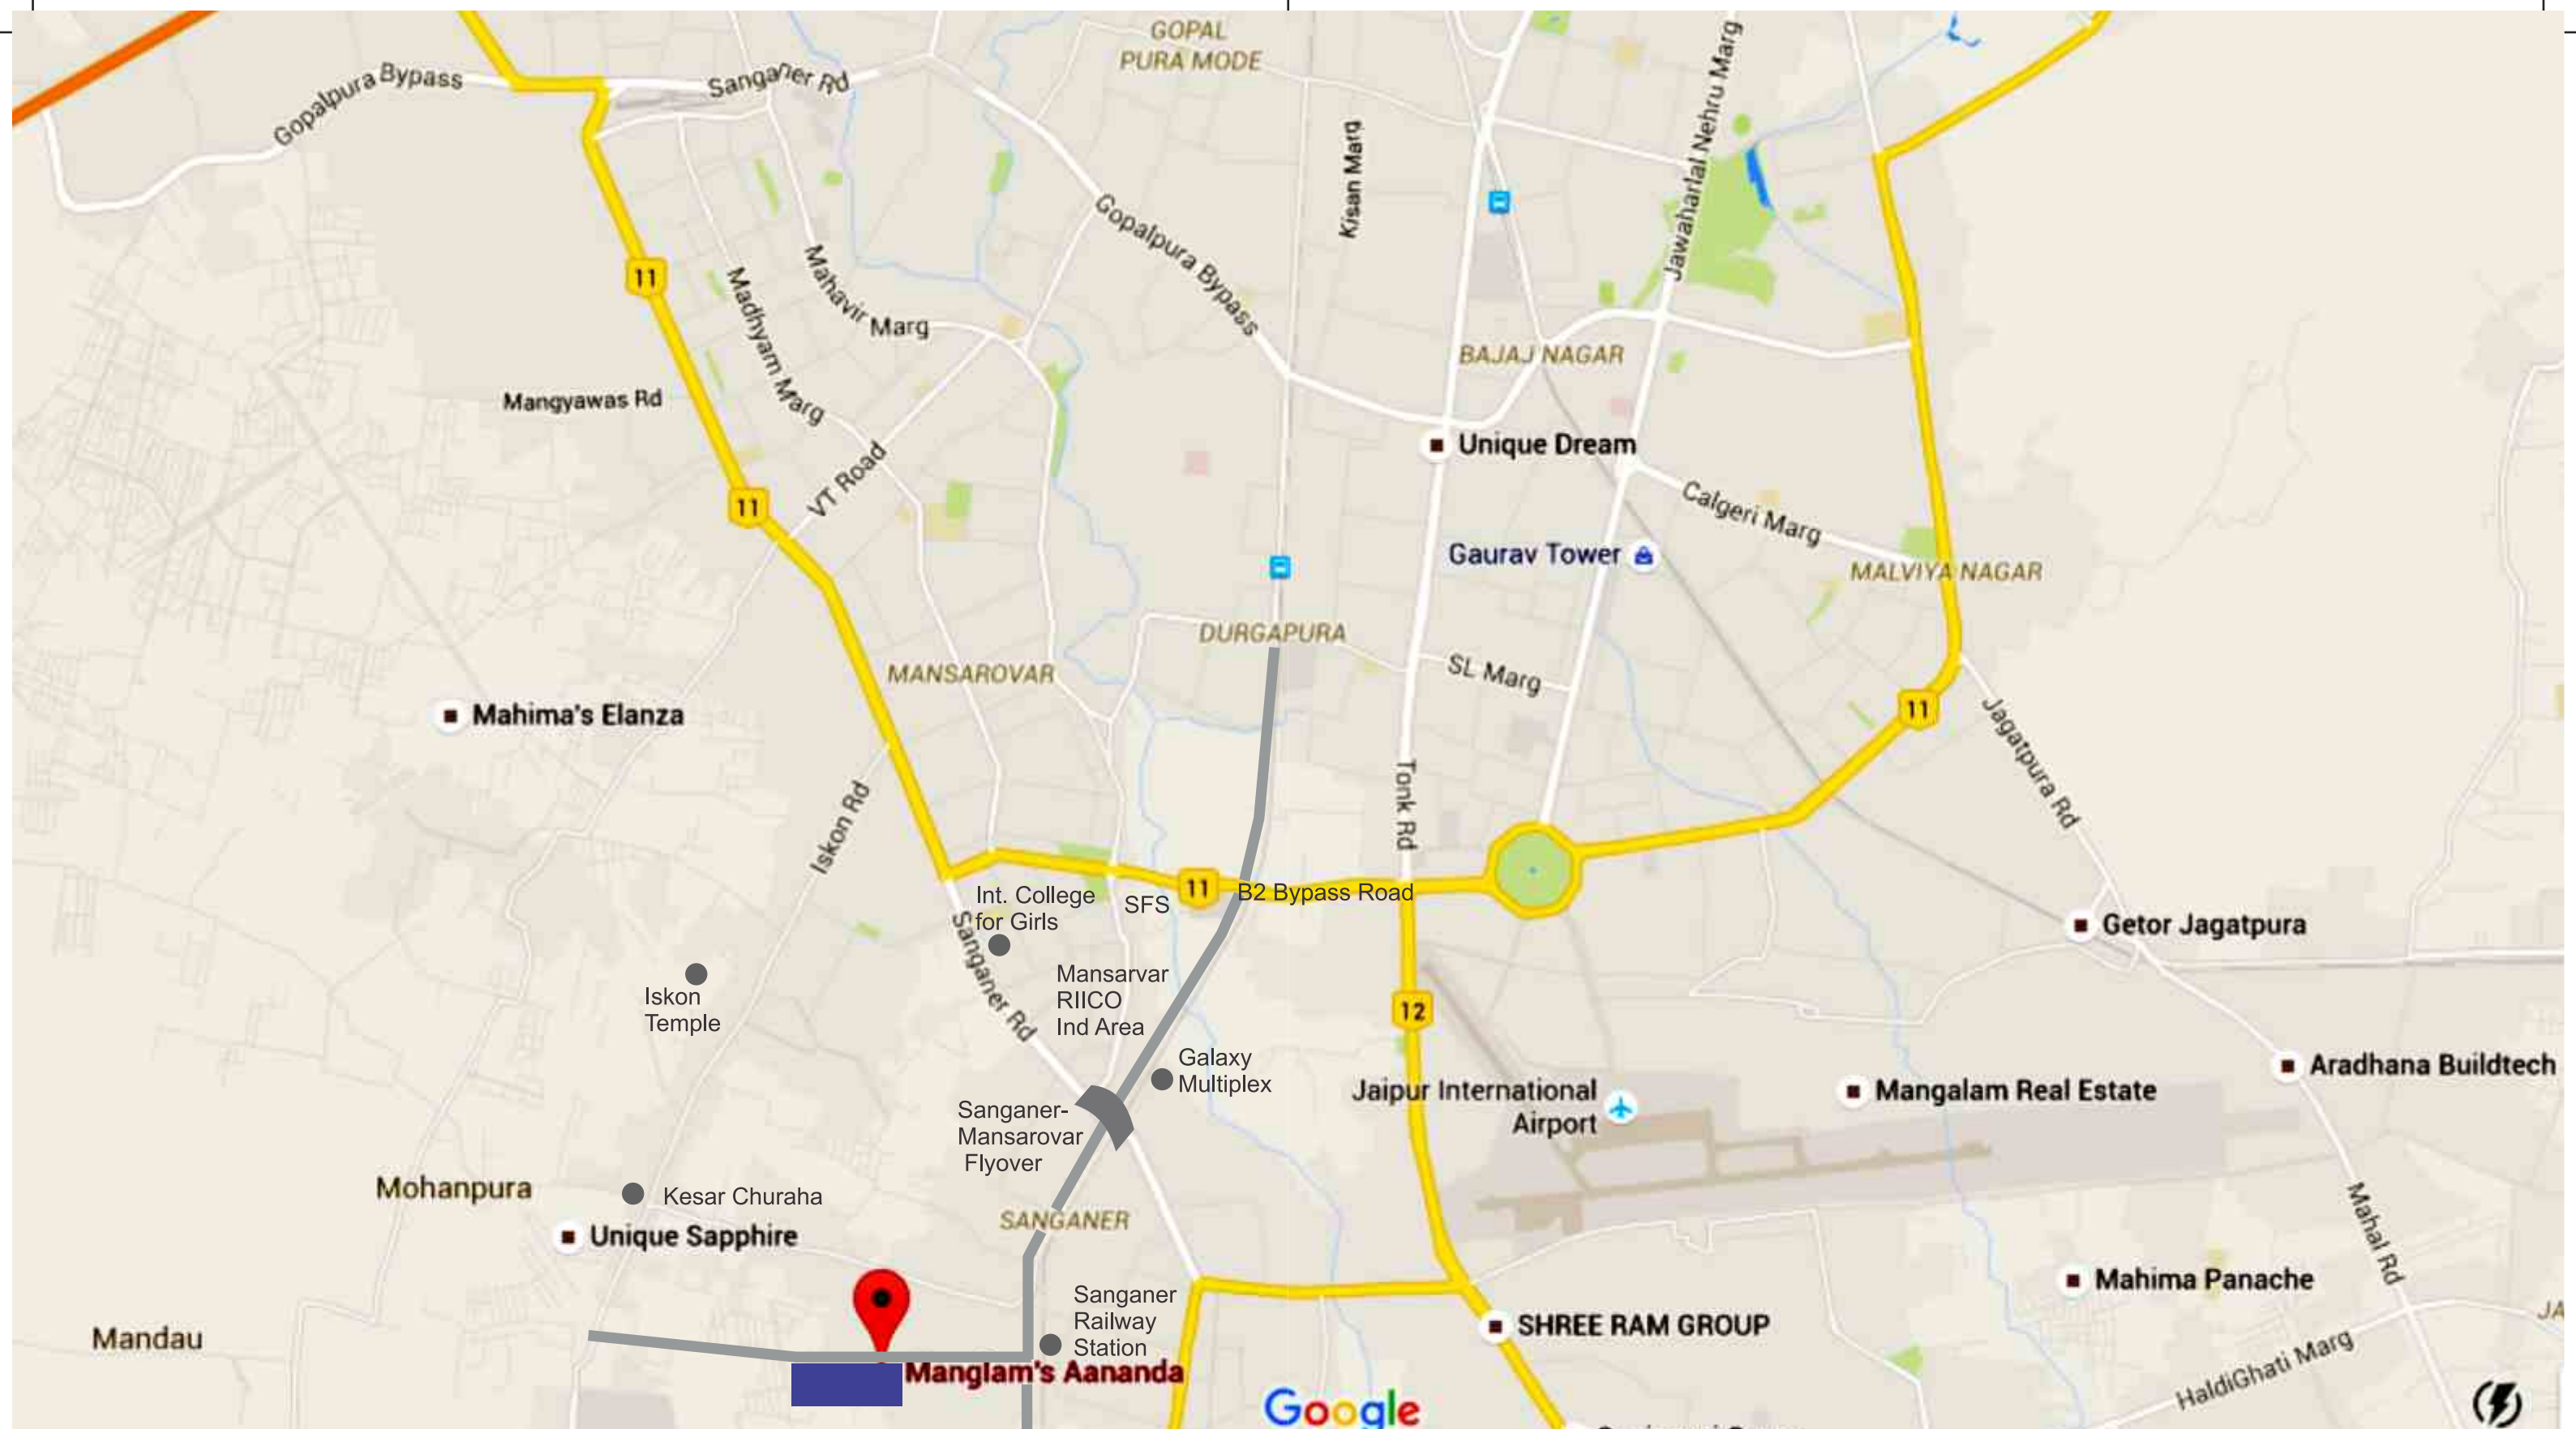 GOPAL
PURA MODE
Gopalpura Bypass
Sanganer Rd
Jawaharlal Nehru Marg
Kisan Marg
Gopalpura Bypass
11
Mahavir Marg
Madhyam Marg
BAJAJ NAGAR
Mangyawas Rd
Unique Dream
VT Road
11
Calgeri Marg
Gaurav Tower
MALVIYA NAGAR
DURGAPURA
MANSAROVAR
SL Marg
Mahima's Elanza
11
Jagatpura Rd
Tonk Rd
Iskon Rd
11
B2 Bypass Road
Int. College
for Girls
SFS
Sanganer Rd
Getor Jagatpura
Iskon
Temple
Mansarvar
RIICO
Ind Area
12
Galaxy
Multiplex
Aradhana Buildtech
Jaipur International
Airport
Mangalam Real Estate
Sanganer-
Mansarovar
Flyover
Mohanpura
Kesar Churaha
SANGANER
Unique Sapphire
Mahal Rd
Mahima Panache
Sanganer
Railway
Station
SHREE RAM GROUP
JA
Mandau
Manglam's Aananda
HaldiGhati Marg
Google